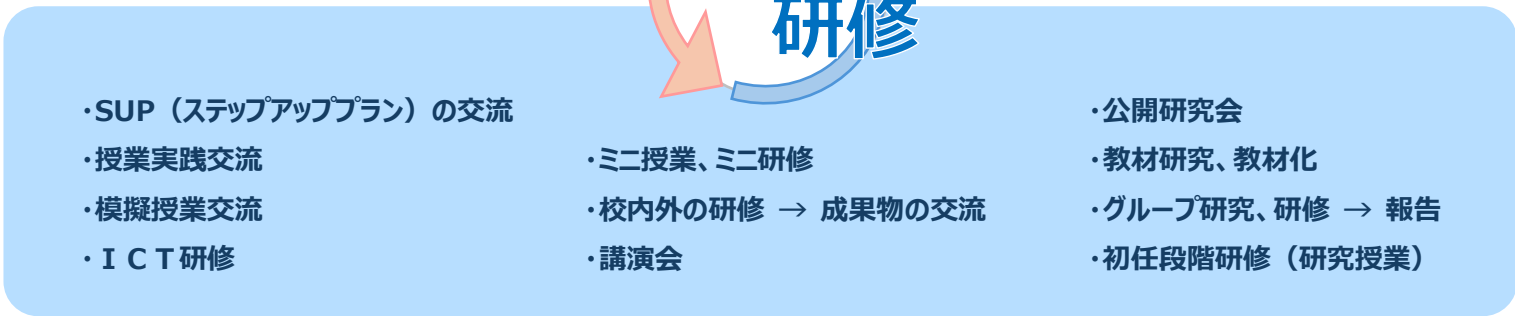 研修
・SUP（ステップアッププラン）の交流
・授業実践交流
・模擬授業交流
・ＩＣＴ研修
・ミニ授業、ミニ研修
・校内外の研修 → 成果物の交流
・講演会
・公開研究会
・教材研究、教材化
・グループ研究、研修 → 報告
・初任段階研修（研究授業）